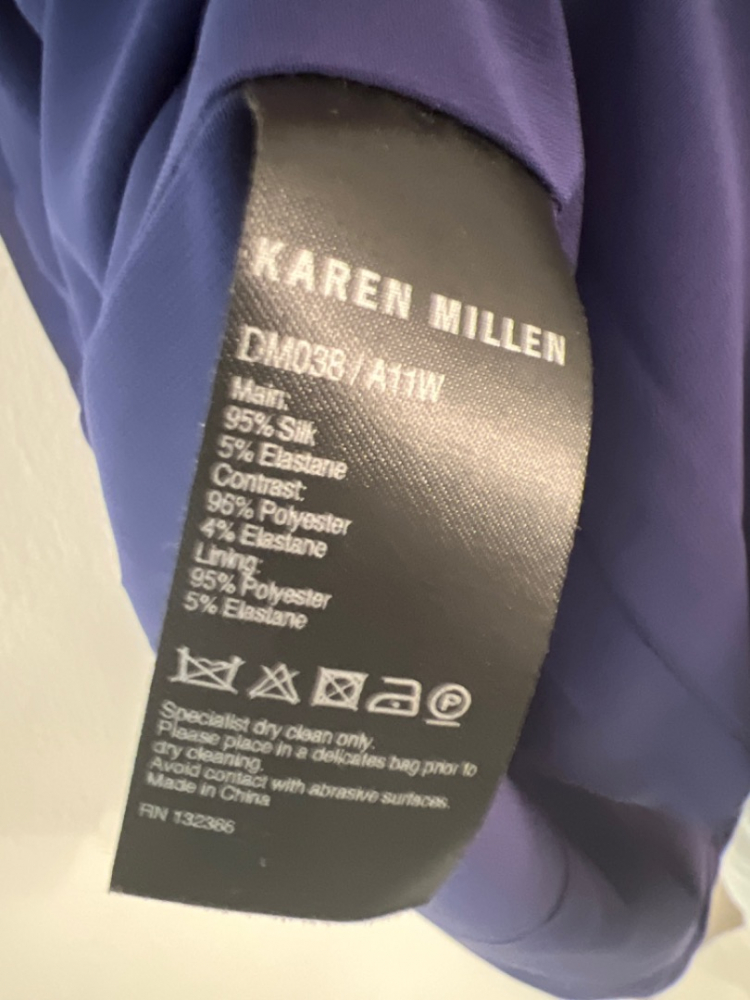 KAREN MILLEN
DM038 / A11W
Main:
95% Silk
5% Elastane
Contrast:
96% Polyester
4% Elastane
Lining:
95% Polyester
5% Elastane
P
Specialist dry clean only.
Please place in a delicates bag prior to
dry cleaning.
Avoid contact with abrasive surfaces.
Made in China
RN 132366